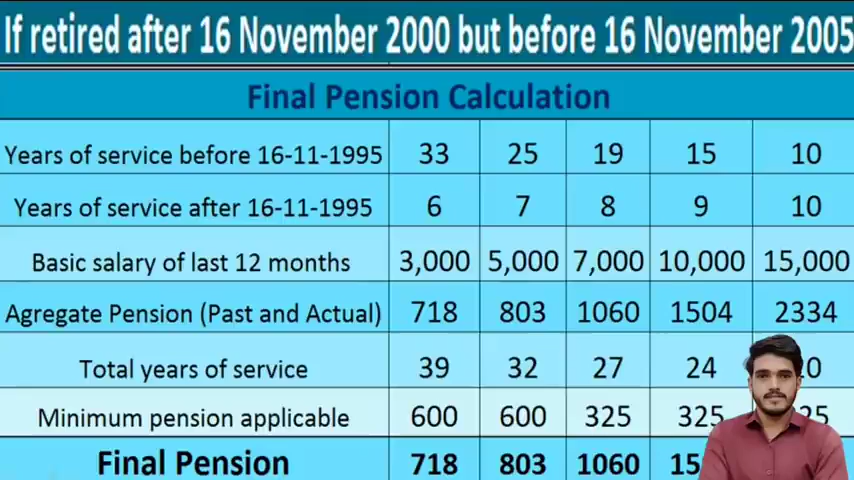 If retired after 16 November 2000 but before 16 November 2005
Final Pension Calculation
Years of service before 16-11-1995 33 25 19 15 10
Years of service after 16-11-1995 6 7 8 9 10
Basic salary of last 12 months 3,000 5,000 7,000 10,000 15,000
Agregate Pension (Past and Actual) 718 803 1060 1504 2334
Total years of service 39 32 27 24
Minimum pension applicable 600 600 325 325
Final Pension 718 803 1060